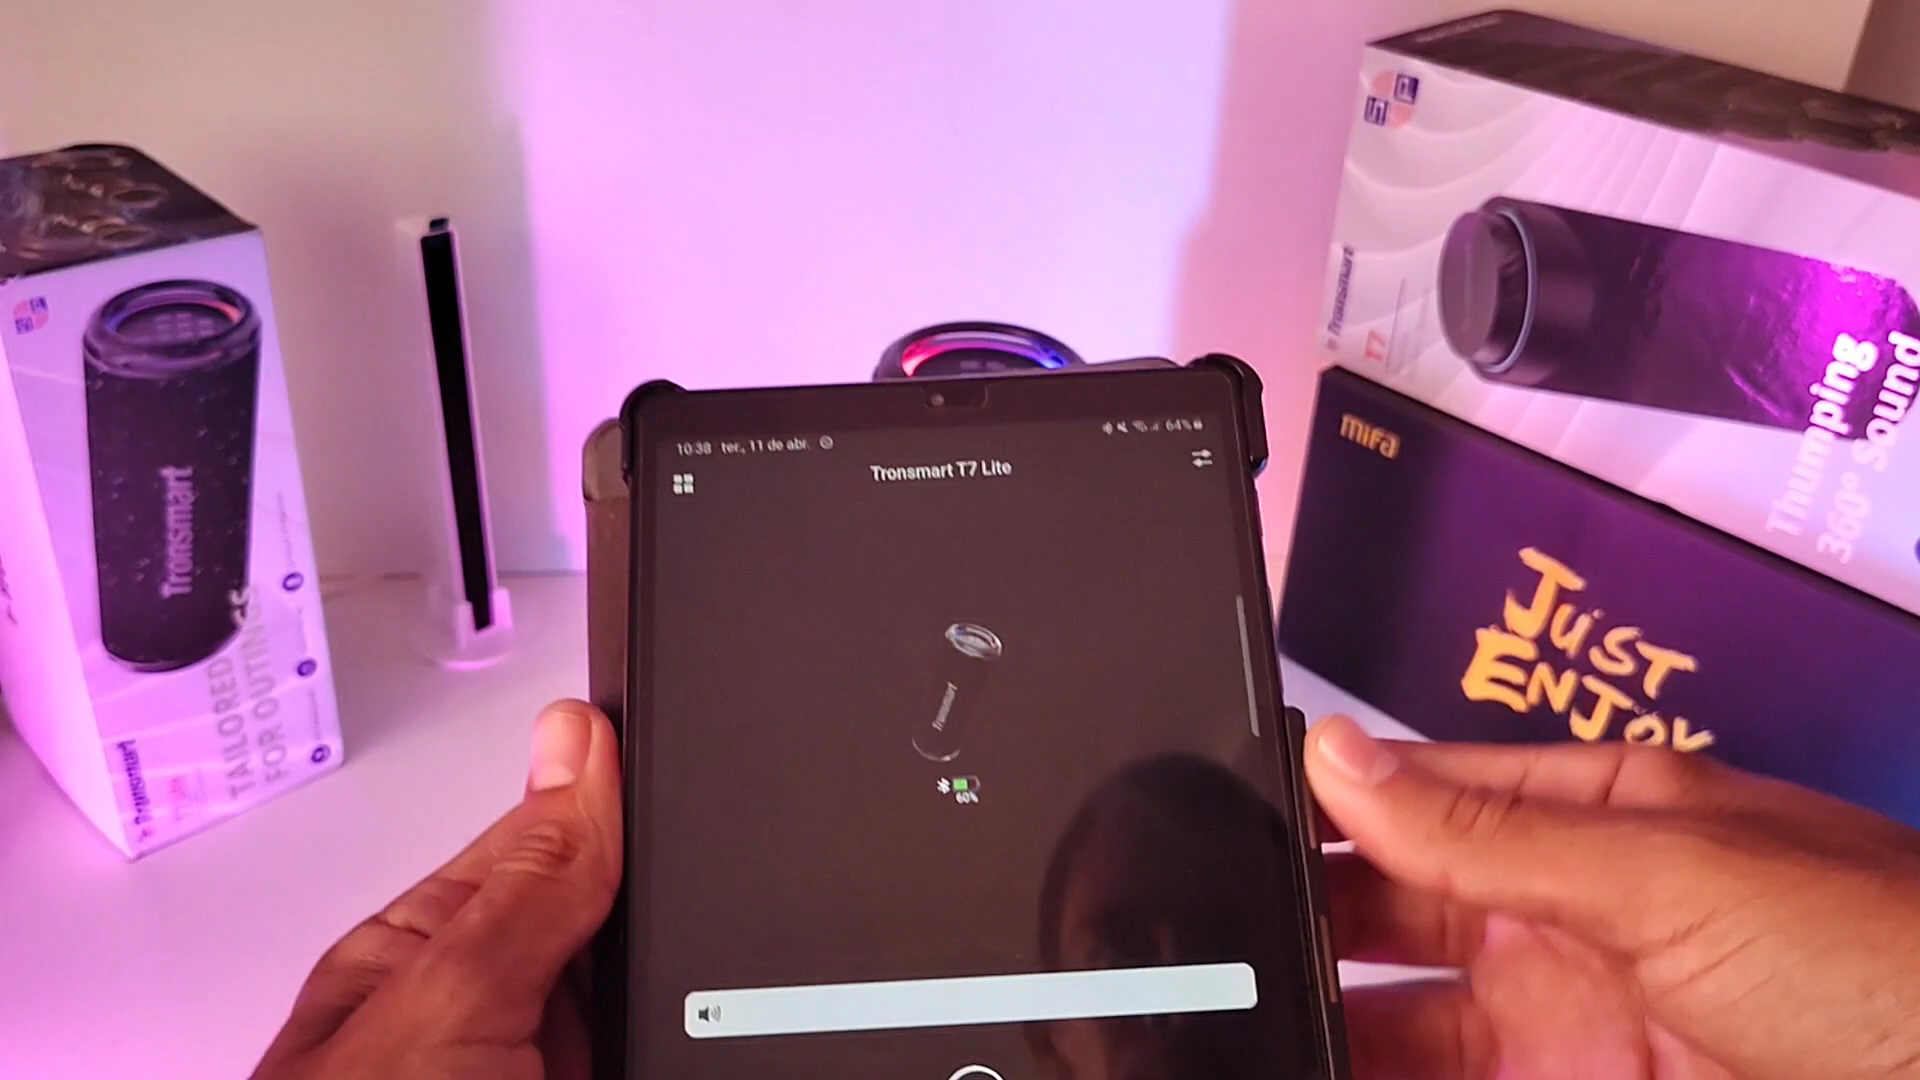 10:38 ter., 11 de abr.
64%
Tronsmart T7 Lite
Tronsmart
60%
Tronsmart
TAILORED
FOR OUTINGS
Tronsmart
Tronsmart
T7
Thumping
360° Sound
mifa
JUST
ENJOY